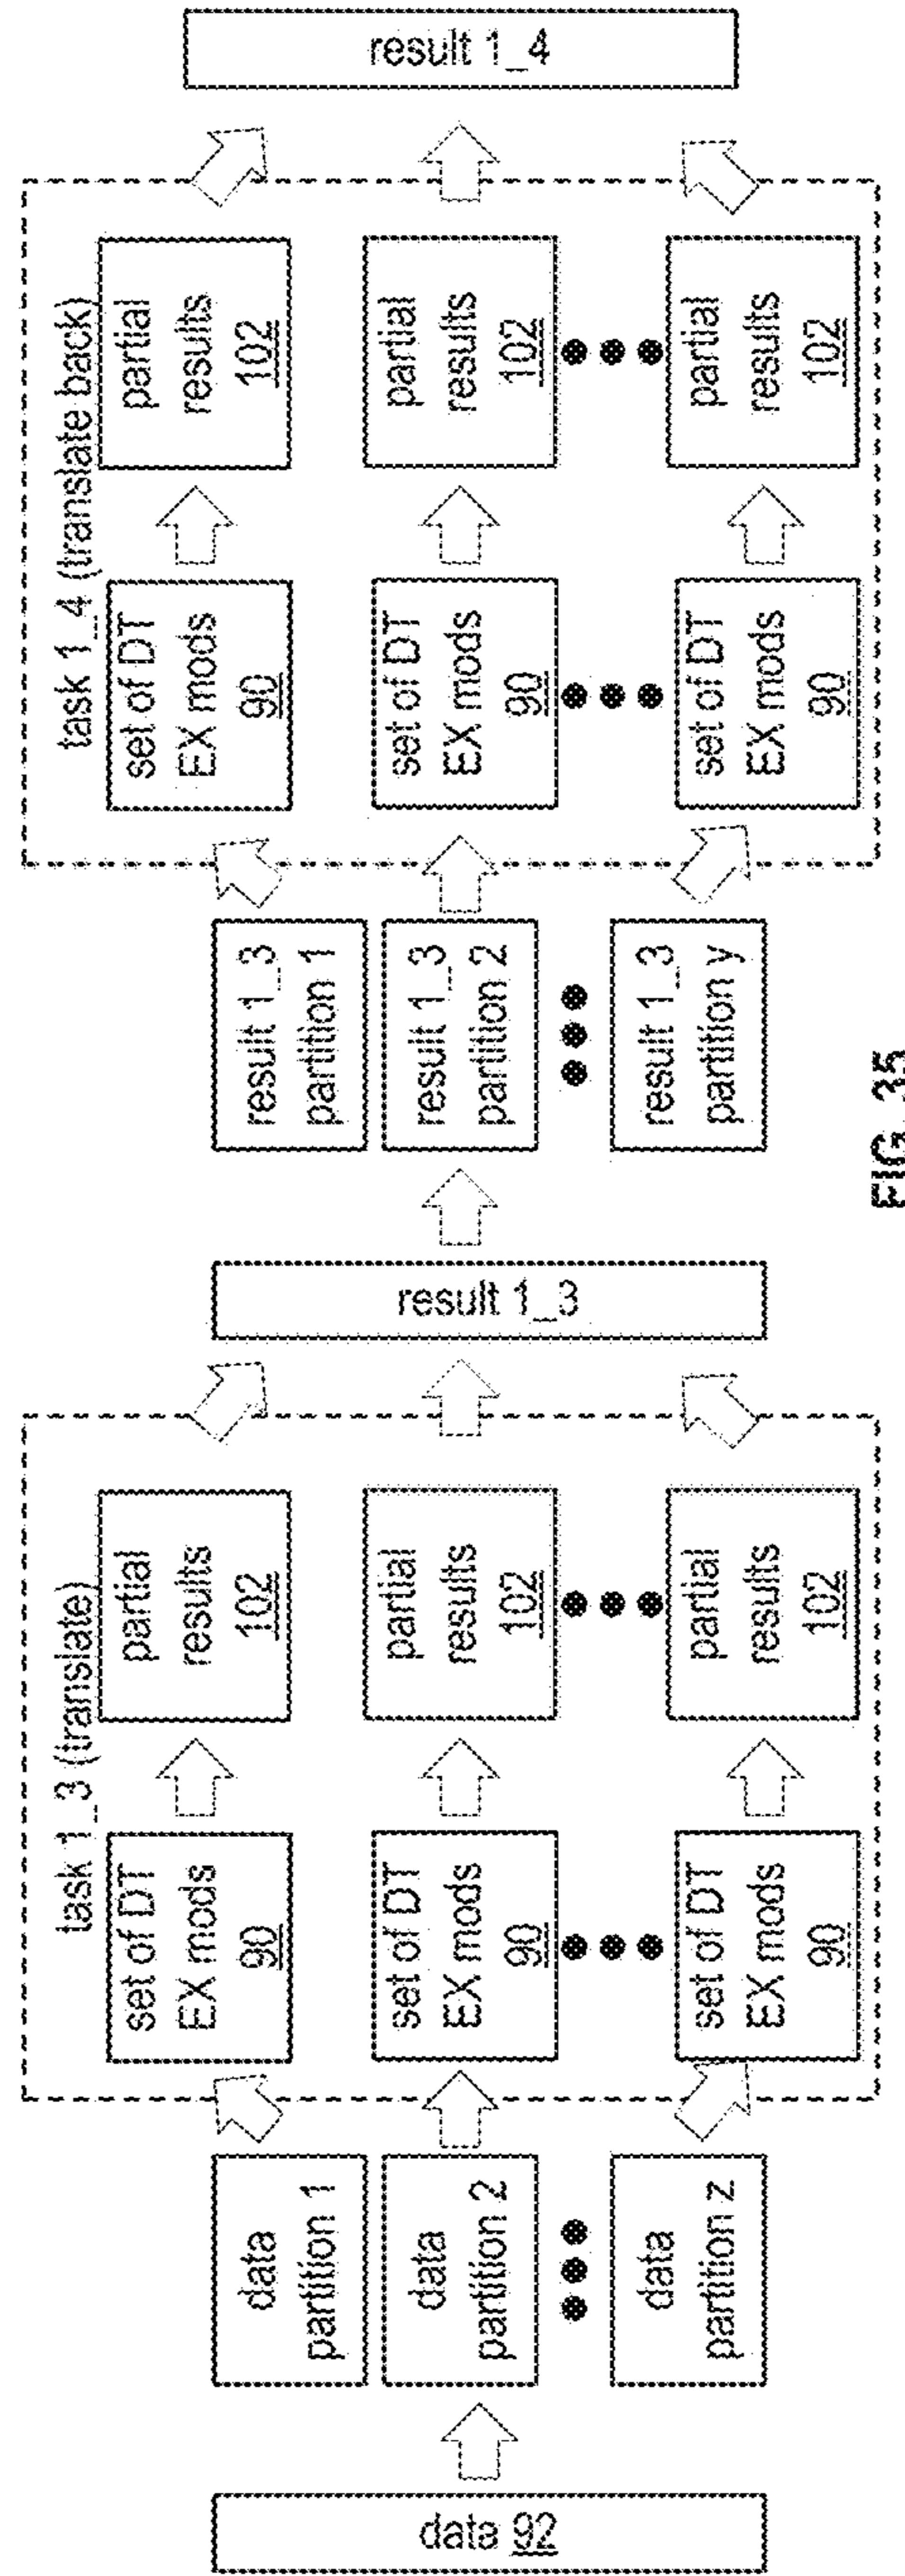 data 92
data
partition 1
data
partition 2
data
partition z
task 1_3 (translate)
set of DT
EX mods
90
partial
results
102
set of DT
EX mods
90
partial
results
102
set of DT
EX mods
90
partial
results
102
result 1_3
result 1_3
partition 1
result 1_3
partition 2
result 1_3
partition y
task 1_4 (translate back)
set of DT
EX mods
90
partial
results
102
set of DT
EX mods
90
partial
results
102
set of DT
EX mods
90
partial
results
102
result 1_4
FIG. 35